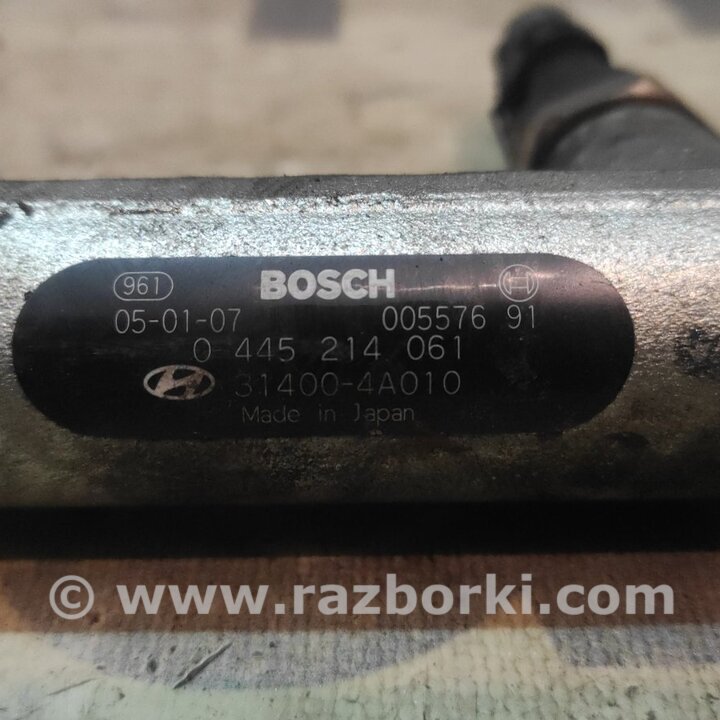 961 BOSCH
05-01-07 005576 91
0 445 214 061
31400-4A010
Made in Japan
© www.razborki.com